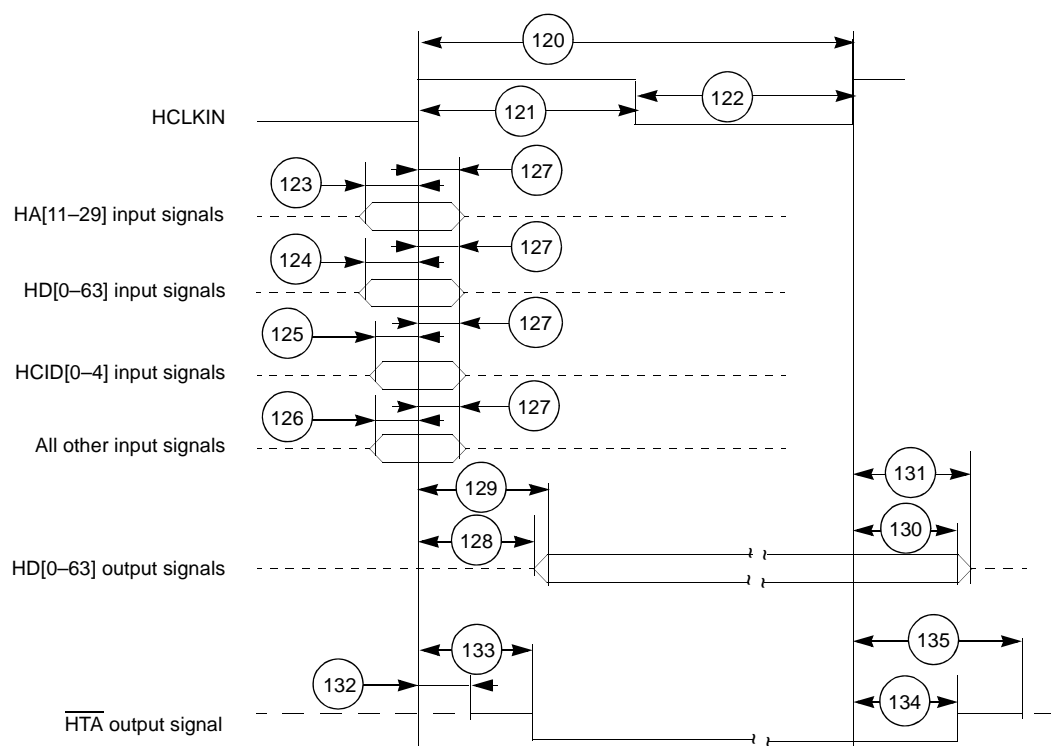 120
121
122
HCLKIN
123
127
HA[11–29] input signals
124
127
HD[0–63] input signals
125
127
HCID[0–4] input signals
126
127
All other input signals
129
131
128
130
HD[0–63] output signals
133
135
132
134
HTA output signal